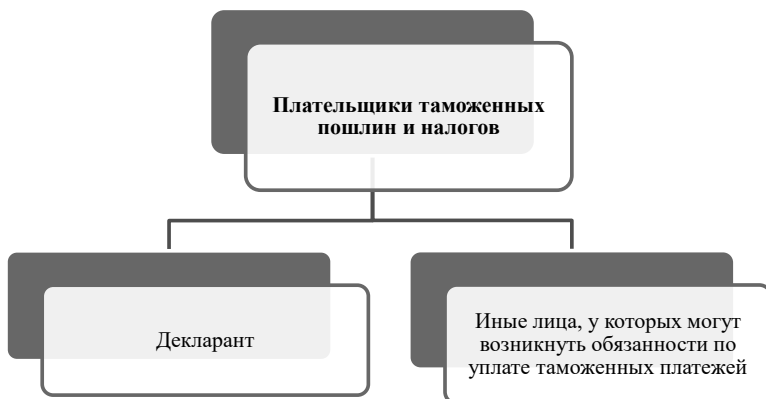 Плательщики таможенных
пошлин и налогов
Декларант
Иные лица, у которых могут
возникнуть обязанности по
уплате таможенных платежей